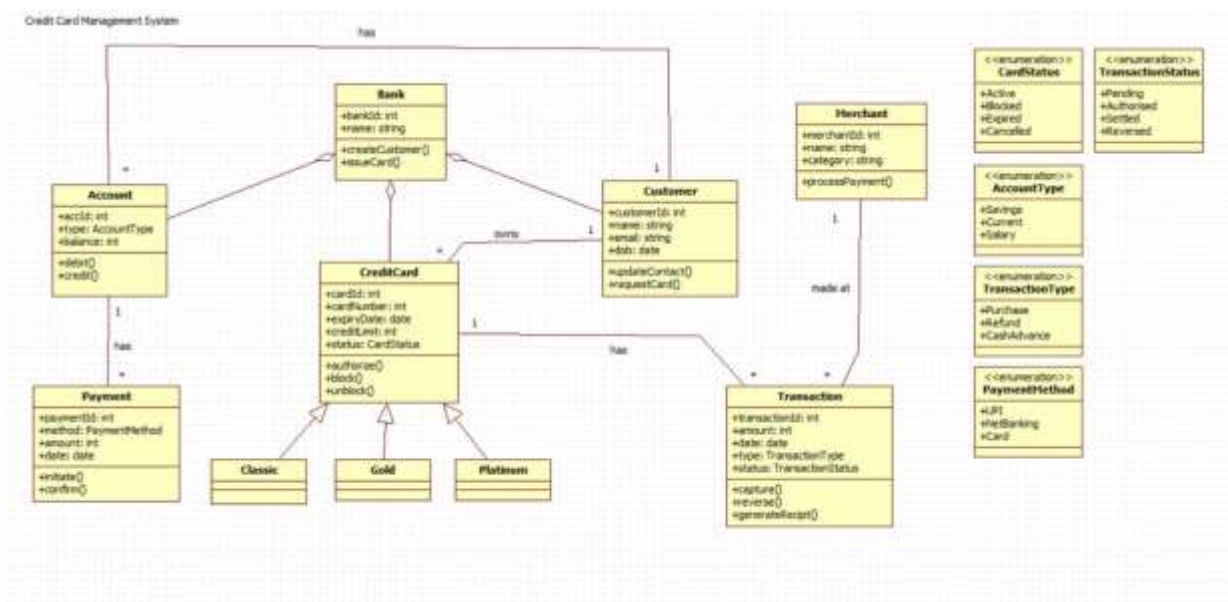 Credit Card Management System
has
*
1
Bank
+bankId: int
+name: string
+createCustomer()
+issueCard()
Account
+accId: int
+type: AccountType
+balance: int
+debit()
+credit()
Customer
+customerId: int
+name: string
+email: string
+dob: date
+updateContact()
+requestCard()
Merchant
+merchantId: int
+name: string
+category: string
+processPayment()
owns
1
*
CreditCard
+cardId: int
+cardNumber: int
+expiryDate: date
+creditLimit: int
+status: CardStatus
+authorize()
+block()
+unblock()
1
has
*
1
made at
*
1
has
*
Payment
+paymentId: int
+method: PaymentMethod
+amount: int
+date: date
+initiate()
+confirm()
Classic
Gold
Platinum
Transaction
+transactionId: int
+amount: int
+date: date
+type: TransactionType
+status: TransactionStatus
+capture()
+reverse()
+generateRecipt()
<<enumeration>>
CardStatus
+Active
+Blocked
+Expired
+Cancelled
<<enumeration>>
TransactionStatus
+Pending
+Authorised
+Settled
+Reversed
<<enumeration>>
AccountType
+Savings
+Current
+Salary
<<enumeration>>
TransactionType
+Purchase
+Refund
+CashAdvance
<<enumeration>>
PaymentMethod
+UPI
+NetBanking
+Card